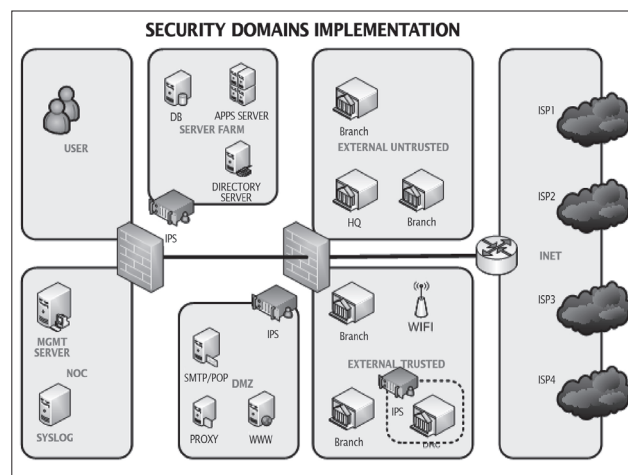 SECURITY DOMAINS IMPLEMENTATION
USER
DB
APPS SERVER
SERVER FARM
DIRECTORY
SERVER
IPS
Branch
EXTERNAL UNTRUSTED
HQ
Branch
ISP1
ISP2
INET
ISP3
ISP4
MGMT
SERVER
NOC
SYSLOG
IPS
SMTP/POP
DMZ
PROXY
WWW
Branch
WIFI
EXTERNAL TRUSTED
IPS
Branch
DRC